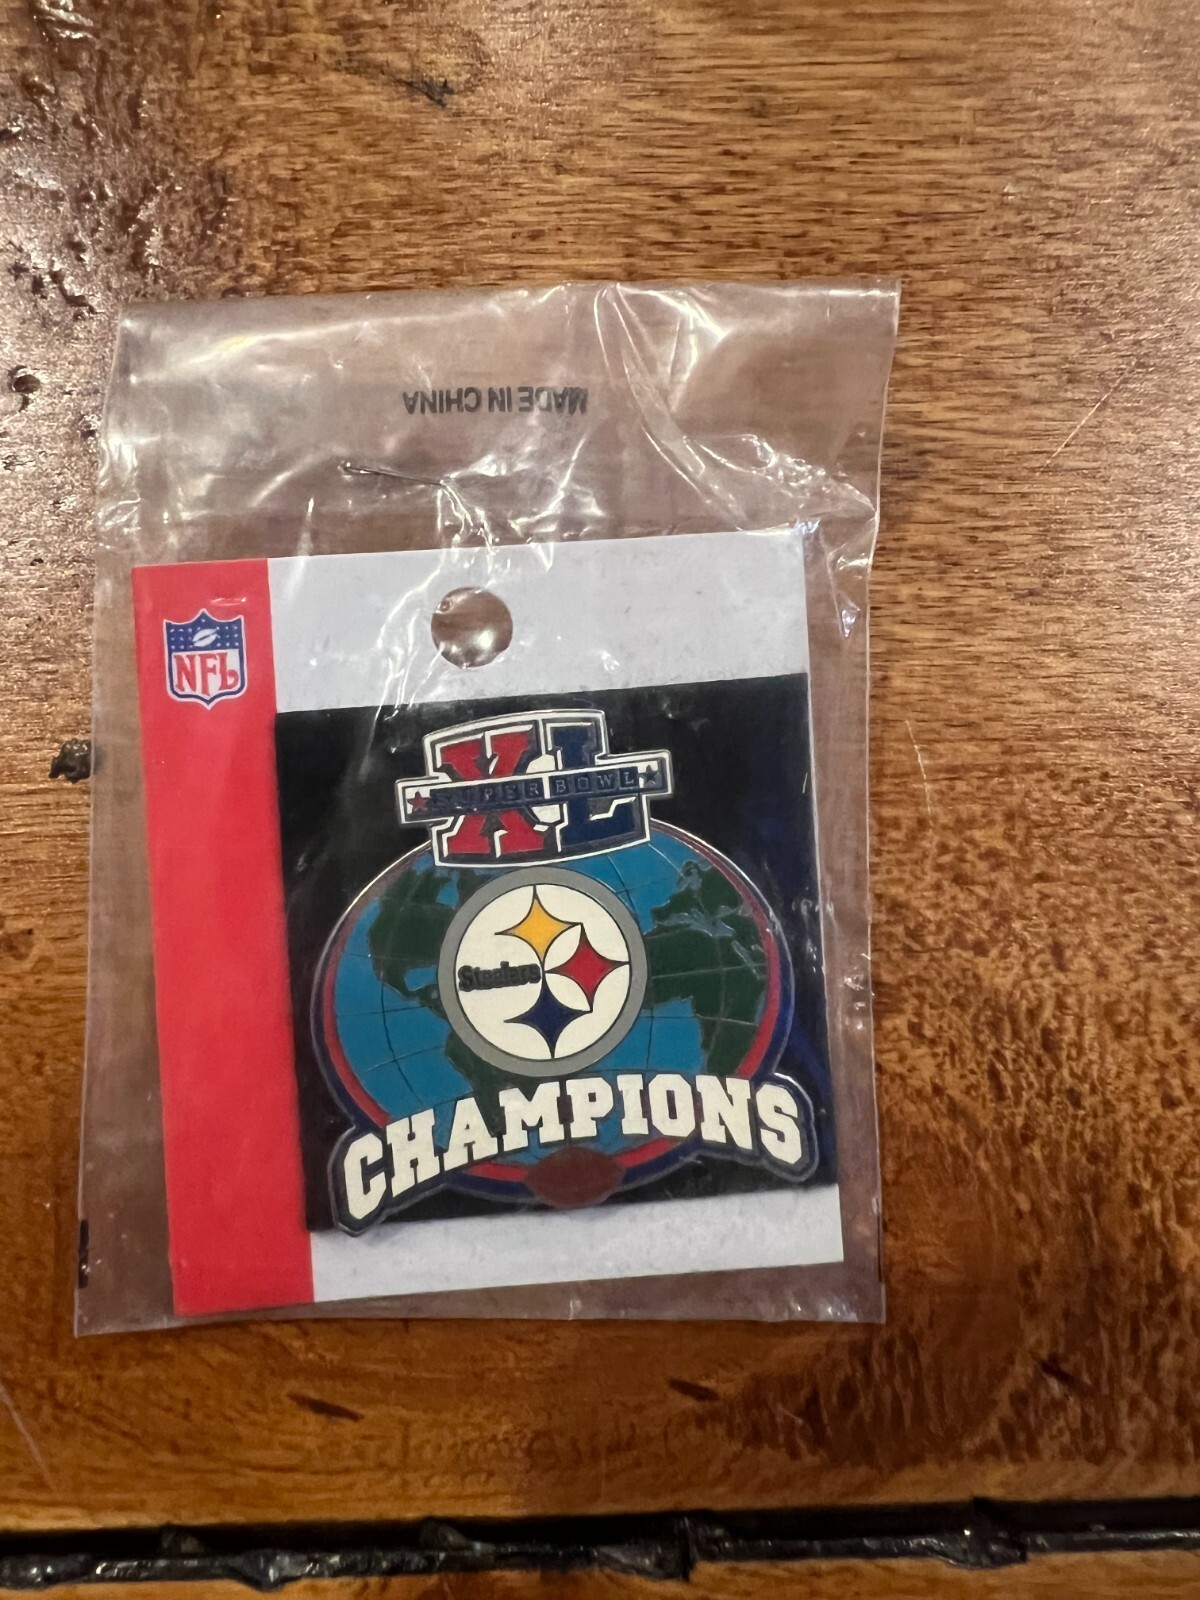 MADE IN CHINA
NFL
XL
SUPER BOWL
Steelers
CHAMPIONS